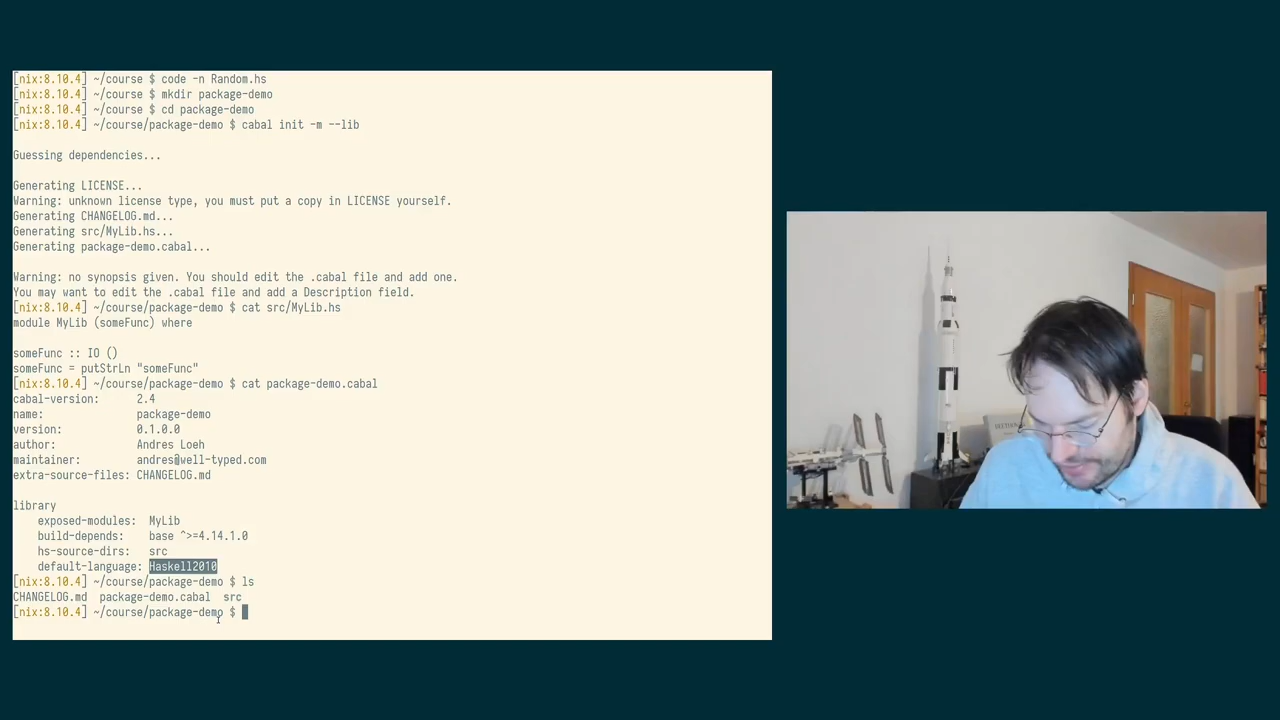 [nix:8.10.4] ~/course $ code -n Random.hs
[nix:8.10.4] ~/course $ mkdir package-demo
[nix:8.10.4] ~/course $ cd package-demo
[nix:8.10.4] ~/course/package-demo $ cabal init -m --lib
Guessing dependencies...
Generating LICENSE...
Warning: unknown license type, you must put a copy in LICENSE yourself.
Generating CHANGELOG.md...
Generating src/MyLib.hs...
Generating package-demo.cabal...
Warning: no synopsis given. You should edit the .cabal file and add one.
You may want to edit the .cabal file and add a Description field.
[nix:8.10.4] ~/course/package-demo $ cat src/MyLib.hs
module MyLib (someFunc) where
someFunc :: IO ()
someFunc = putStrLn "someFunc"
[nix:8.10.4] ~/course/package-demo $ cat package-demo.cabal
cabal-version:      2.4
name:               package-demo
version:            0.1.0.0
author:             Andres Loeh
maintainer:         andres@well-typed.com
extra-source-files: CHANGELOG.md
library
    exposed-modules:  MyLib
    build-depends:    base ^>=4.14.1.0
    hs-source-dirs:   src
    default-language: Haskell2010
[nix:8.10.4] ~/course/package-demo $ ls
CHANGELOG.md  package-demo.cabal  src
[nix:8.10.4] ~/course/package-demo $